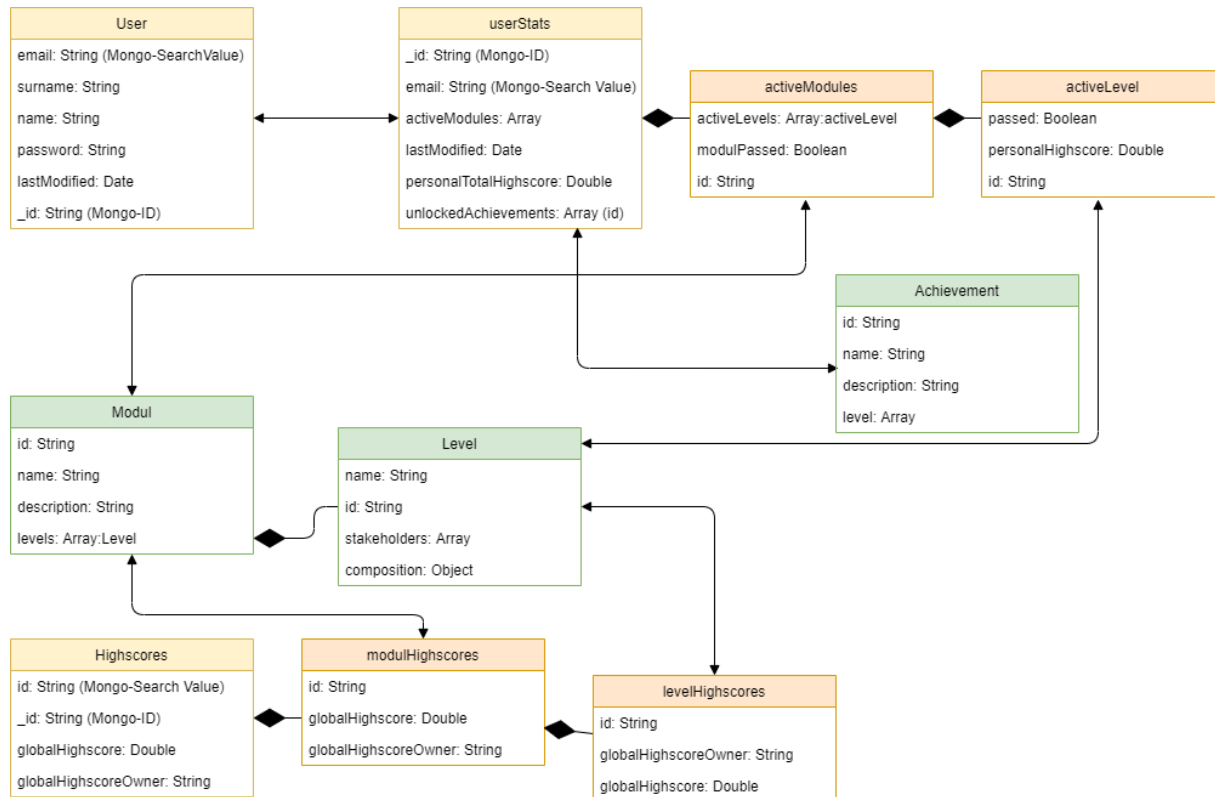 User
email: String (Mongo-SearchValue)
surname: String
name: String
password: String
lastModified: Date
_id: String (Mongo-ID)
userStats
_id: String (Mongo-ID)
email: String (Mongo-Search Value)
activeModules: Array
lastModified: Date
personalTotalHighscore: Double
unlockedAchievements: Array (id)
activeModules
activeLevels: Array:activeLevel
modulPassed: Boolean
id: String
activeLevel
passed: Boolean
personalHighscore: Double
id: String
Achievement
id: String
name: String
description: String
level: Array
Modul
id: String
name: String
description: String
levels: Array:Level
Level
name: String
id: String
stakeholders: Array
composition: Object
Highscores
id: String (Mongo-Search Value)
_id: String (Mongo-ID)
globalHighscore: Double
globalHighscoreOwner: String
modulHighscores
id: String
globalHighscore: Double
globalHighscoreOwner: String
levelHighscores
id: String
globalHighscoreOwner: String
globalHighscore: Double